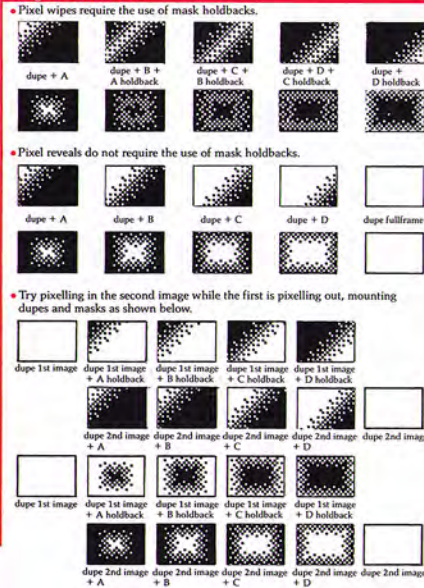 • Pixel wipes require the use of mask holdbacks.
dupe + A
dupe + B +
A holdback
dupe + C +
B holdback
dupe + D +
C holdback
dupe +
D holdback
• Pixel reveals do not require the use of mask holdbacks.
dupe + A
dupe + B
dupe + C
dupe + D
dupe fullframe
• Try pixelling in the second image while the first is pixelling out, mounting
dupes and masks as shown below.
dupe 1st image
dupe 1st image
+ A holdback
dupe 1st image
+ B holdback
dupe 1st image
+ C holdback
dupe 1st image
+ D holdback
dupe 2nd image
+ A
dupe 2nd image
+ B
dupe 2nd image
+ C
dupe 2nd image
+ D
dupe 2nd imag
dupe 1st image
dupe 1st image
+ A holdback
dupe 1st image
+ B holdback
dupe 1st image
+ C holdback
dupe 1st image
+ D holdback
dupe 2nd image
+ A
dupe 2nd image
+ B
dupe 2nd image
+ C
dupe 2nd image
+ D
dupe 2nd imag